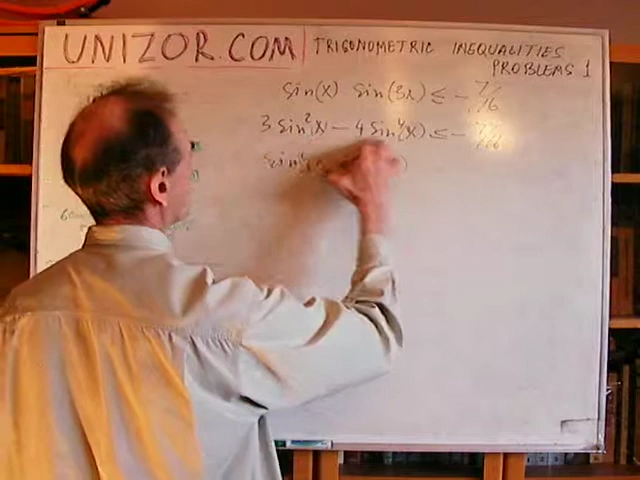 UNIZOR.COM TRIGONOMETRIC INEQUALITIES
PROBLEMS 1
Sin(x) Sin(3x) ≤ - 7/16
3 Sin²(x) - 4 Sin⁴(x) ≤ - 7/16